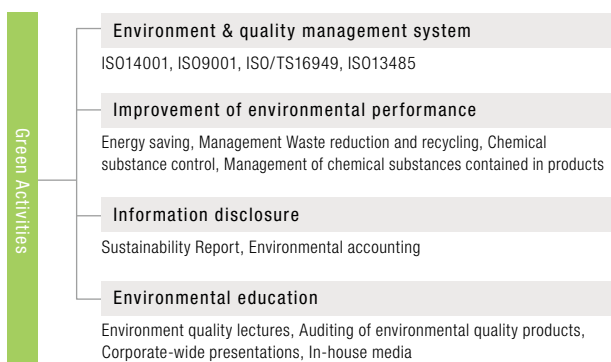 Green Activities
Environment & quality management system
ISO14001, ISO9001, ISO/TS16949, ISO13485
Improvement of environmental performance
Energy saving, Management Waste reduction and recycling, Chemical
substance control, Management of chemical substances contained in products
Information disclosure
Sustainability Report, Environmental accounting
Environmental education
Environment quality lectures, Auditing of environmental quality products,
Corporate-wide presentations, In-house media